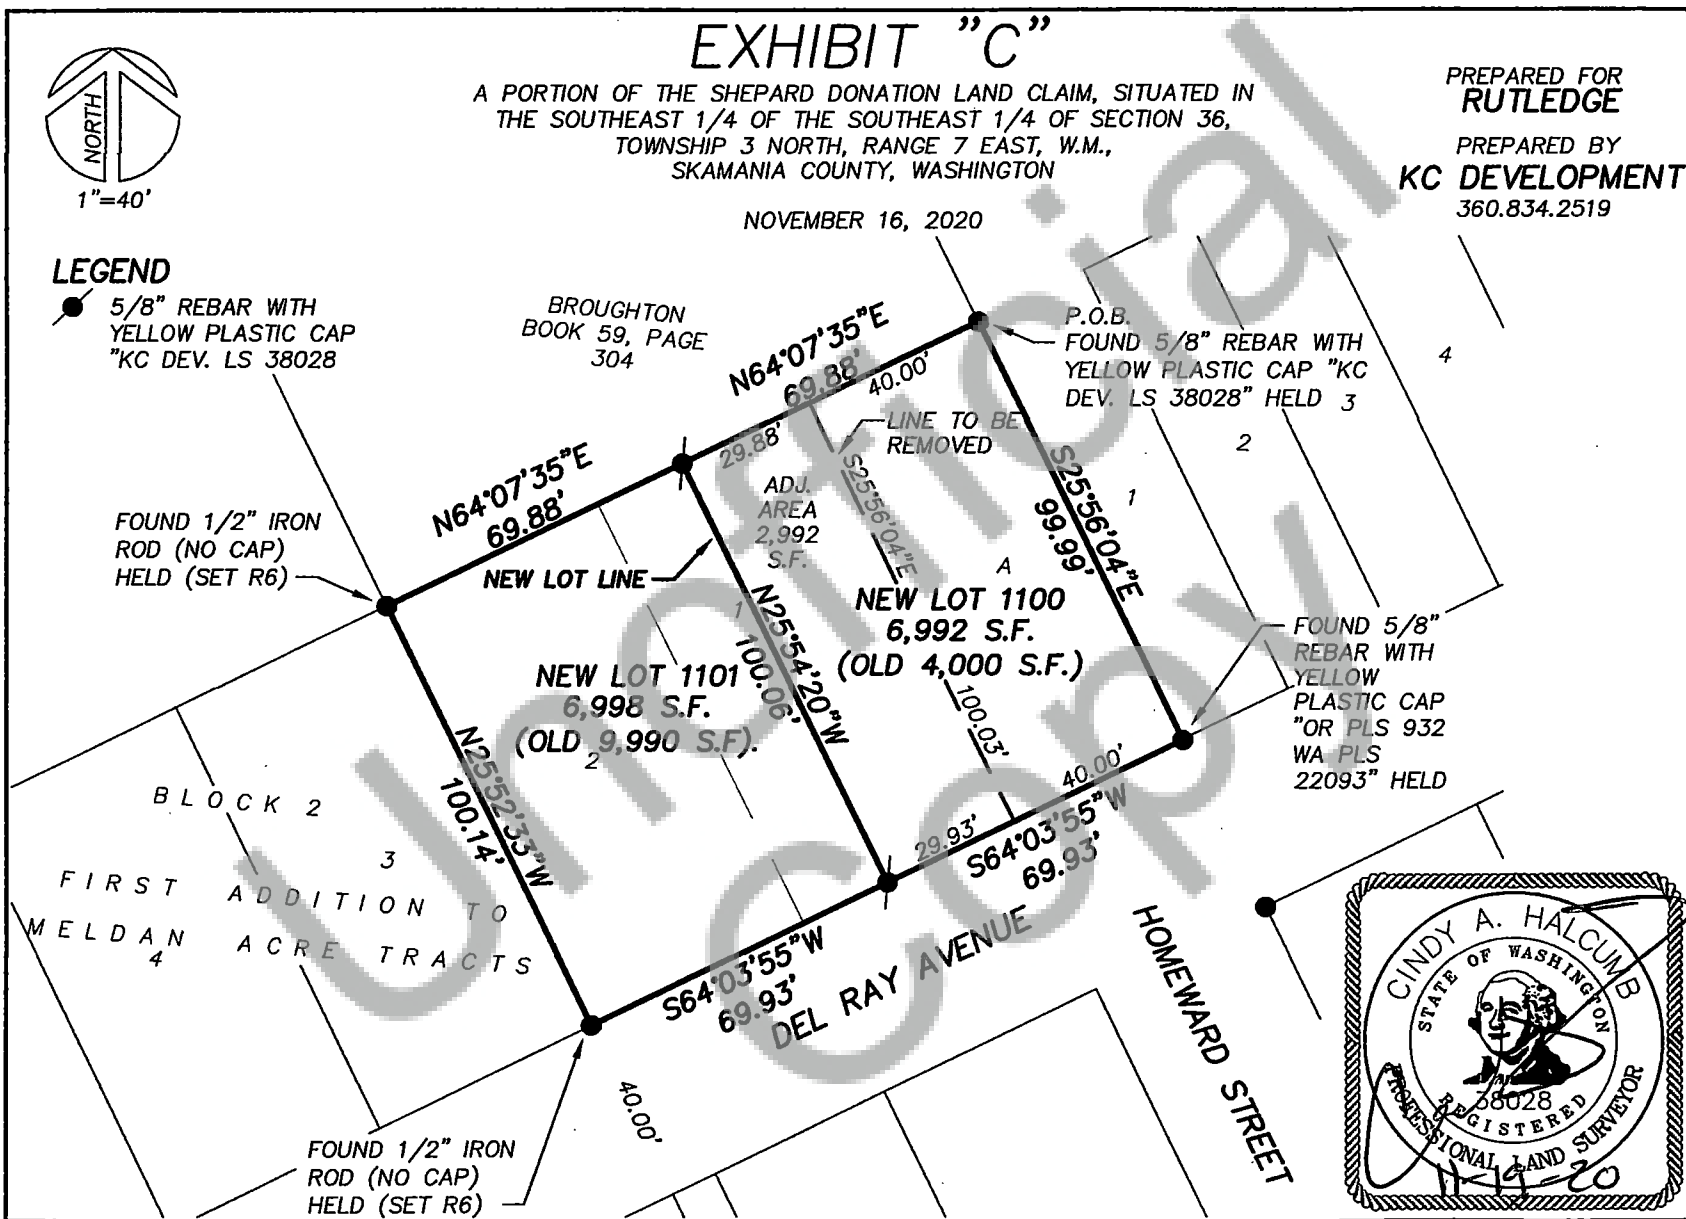 EXHIBIT "C"
A PORTION OF THE SHEPARD DONATION LAND CLAIM, SITUATED IN
THE SOUTHEAST 1/4 OF THE SOUTHEAST 1/4 OF SECTION 36,
TOWNSHIP 3 NORTH, RANGE 7 EAST, W.M.,
SKAMANIA COUNTY, WASHINGTON
NOVEMBER 16, 2020
PREPARED FOR
RUTLEDGE
PREPARED BY
KC DEVELOPMENT
360.834.2519
NORTH
1"=40'
LEGEND
5/8" REBAR WITH
YELLOW PLASTIC CAP
"KC DEV. LS 38028
BROUGHTON
BOOK 59, PAGE
304
N64°07'35"E
69.88'
40.00'
29.88'
P.O.B.
FOUND 5/8" REBAR WITH
YELLOW PLASTIC CAP "KC
DEV. LS 38028" HELD
3
4
2
1
LINE TO BE
REMOVED
S25°56'04"E
S25°56'04"E
99.99'
N64°07'35"E
69.88'
ADJ.
AREA
2,992
S.F.
FOUND 1/2" IRON
ROD (NO CAP)
HELD (SET R6)
NEW LOT LINE
A
1
N25°54'20"W
100.06'
NEW LOT 1100
6,992 S.F.
(OLD 4,000 S.F.)
100.03'
NEW LOT 1101
6,998 S.F.
(OLD 9,990 S.F).
2
FOUND 5/8"
REBAR WITH
YELLOW
PLASTIC CAP
"OR PLS 932
WA PLS
22093" HELD
N25°52'33"W
100.14'
40.00'
29.93'
S64°03'55"W
69.93'
BLOCK 2
3
FIRST ADDITION TO
MELDAN ACRE TRACTS
4
S64°03'55"W
69.93'
DEL RAY AVENUE
HOMEWARD STREET
40.00'
FOUND 1/2" IRON
ROD (NO CAP)
HELD (SET R6)
CINDY A. HALCUMB
STATE OF WASHINGTON
38028
REGISTERED
PROFESSIONAL LAND SURVEYOR
11-19-20
Unofficial
Copy